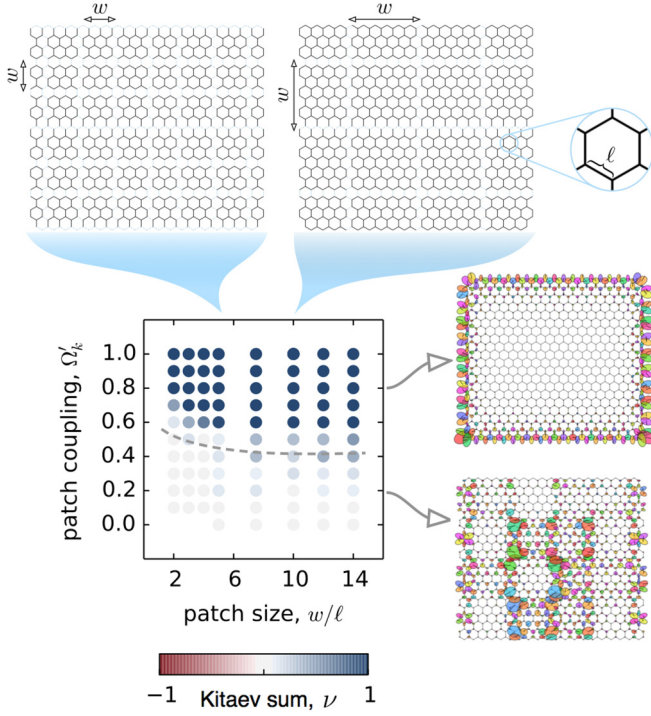 w
w
w
w
ℓ
patch coupling, Ω′ₖ
1.0
0.8
0.6
0.4
0.2
0.0
2
6
10
14
patch size, w/ℓ
−1
Kitaev sum, ν
1